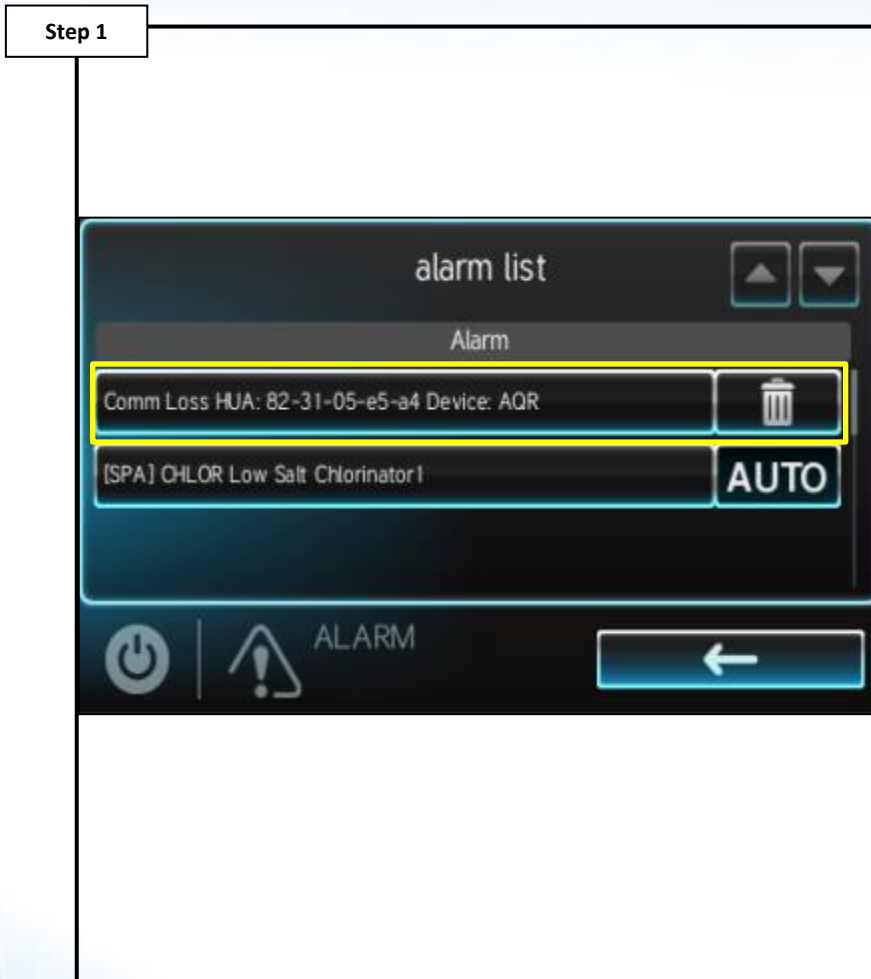 Step 1
alarm list
Alarm
Comm Loss HUA: 82-31-05-e5-a4 Device: AQR
[SPA] CHLOR Low Salt Chlorinator1
AUTO
ALARM